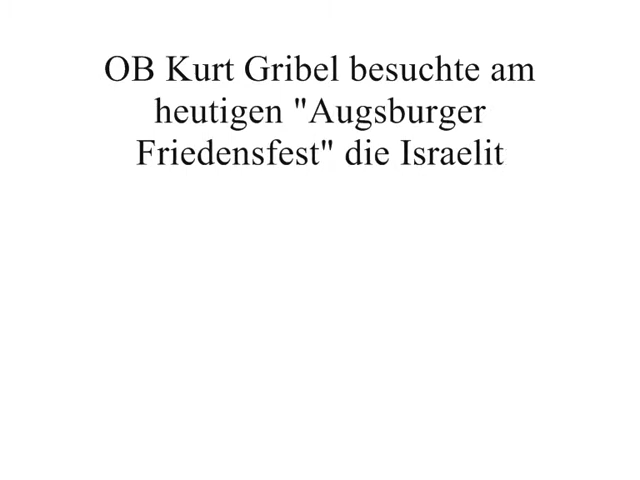 OB Kurt Gribel besuchte am
heutigen "Augsburger
Friedensfest" die Israelit